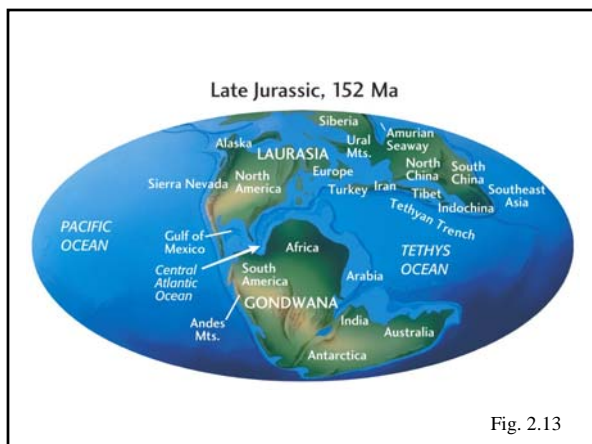 Late Jurassic, 152 Ma
Siberia
Amurian
Seaway
Alaska
Ural
Mts.
LAURASIA
North
China
South
China
Europe
Sierra Nevada
North
America
Turkey
Iran
Tibet
Southeast
Asia
Indochina
Tethyan Trench
PACIFIC
OCEAN
Gulf of
Mexico
Africa
TETHYS
OCEAN
Central
Atlantic
Ocean
South
America
Arabia
GONDWANA
Andes
Mts.
India
Australia
Antarctica
Fig. 2.13